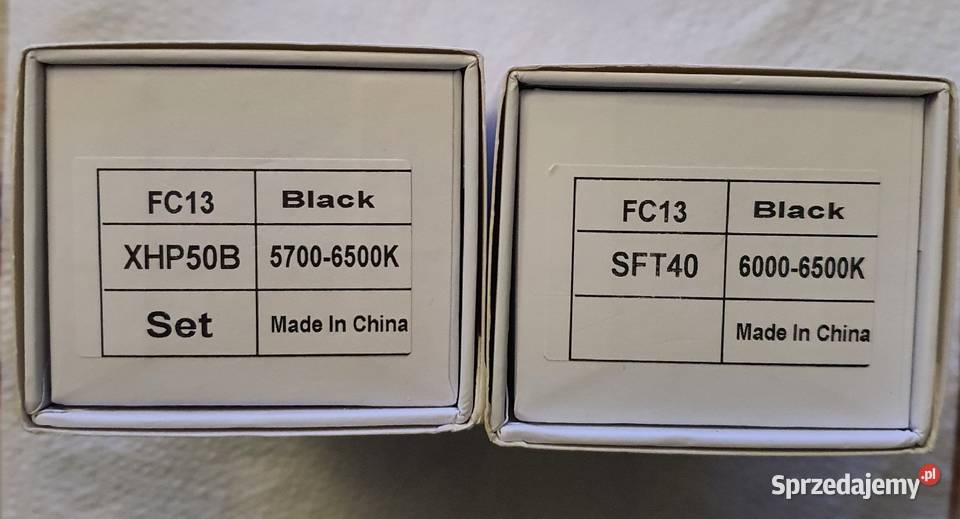 FC13 Black
XHP50B 5700-6500K
Set Made In China
FC13 Black
SFT40 6000-6500K
Made In China
Sprzedajemy.pl